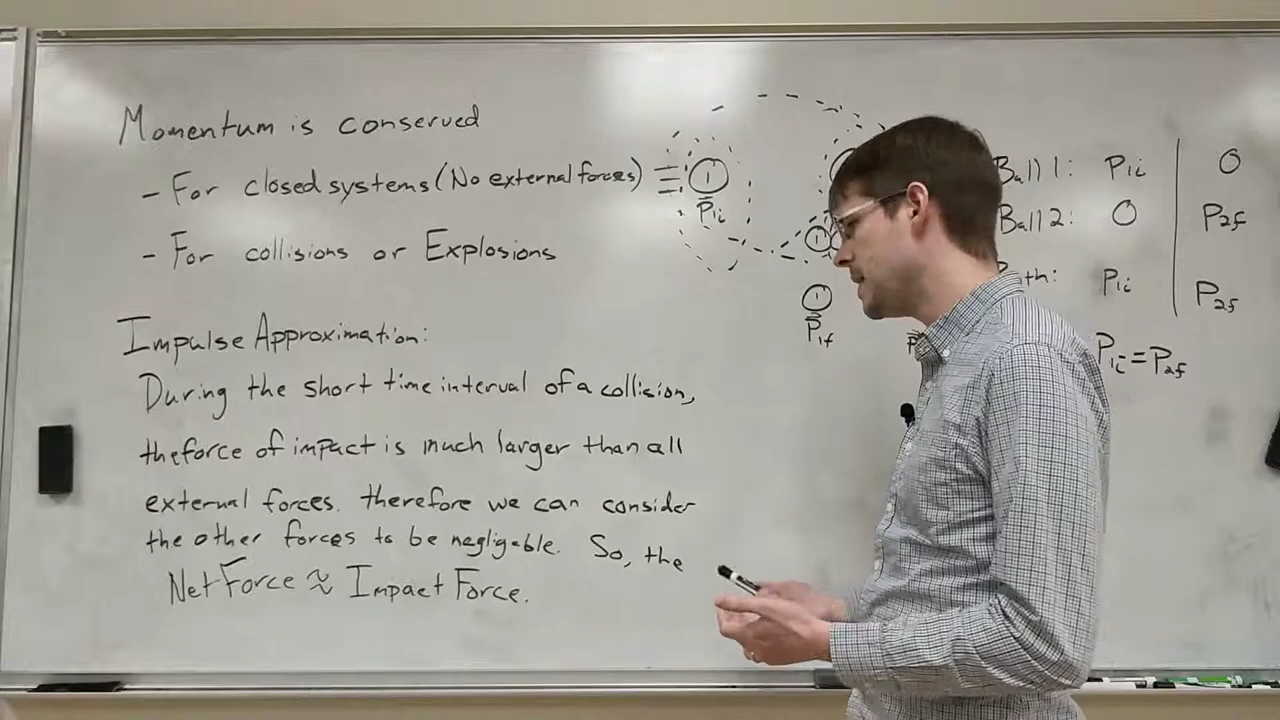 Momentum is conserved
- For closed systems (No external forces)
- For collisions or Explosions
Impulse Approximation:
During the short time interval of a collision,
the force of impact is much larger than all
external forces. therefore we can consider
the other forces to be negligable. So, the
Net Force ≈ Impact Force.
1
P1i
1
1
P1f
Ball 1: P1i 0
Ball 2: 0 P2f
th: P1i P2f
P1i = P2f